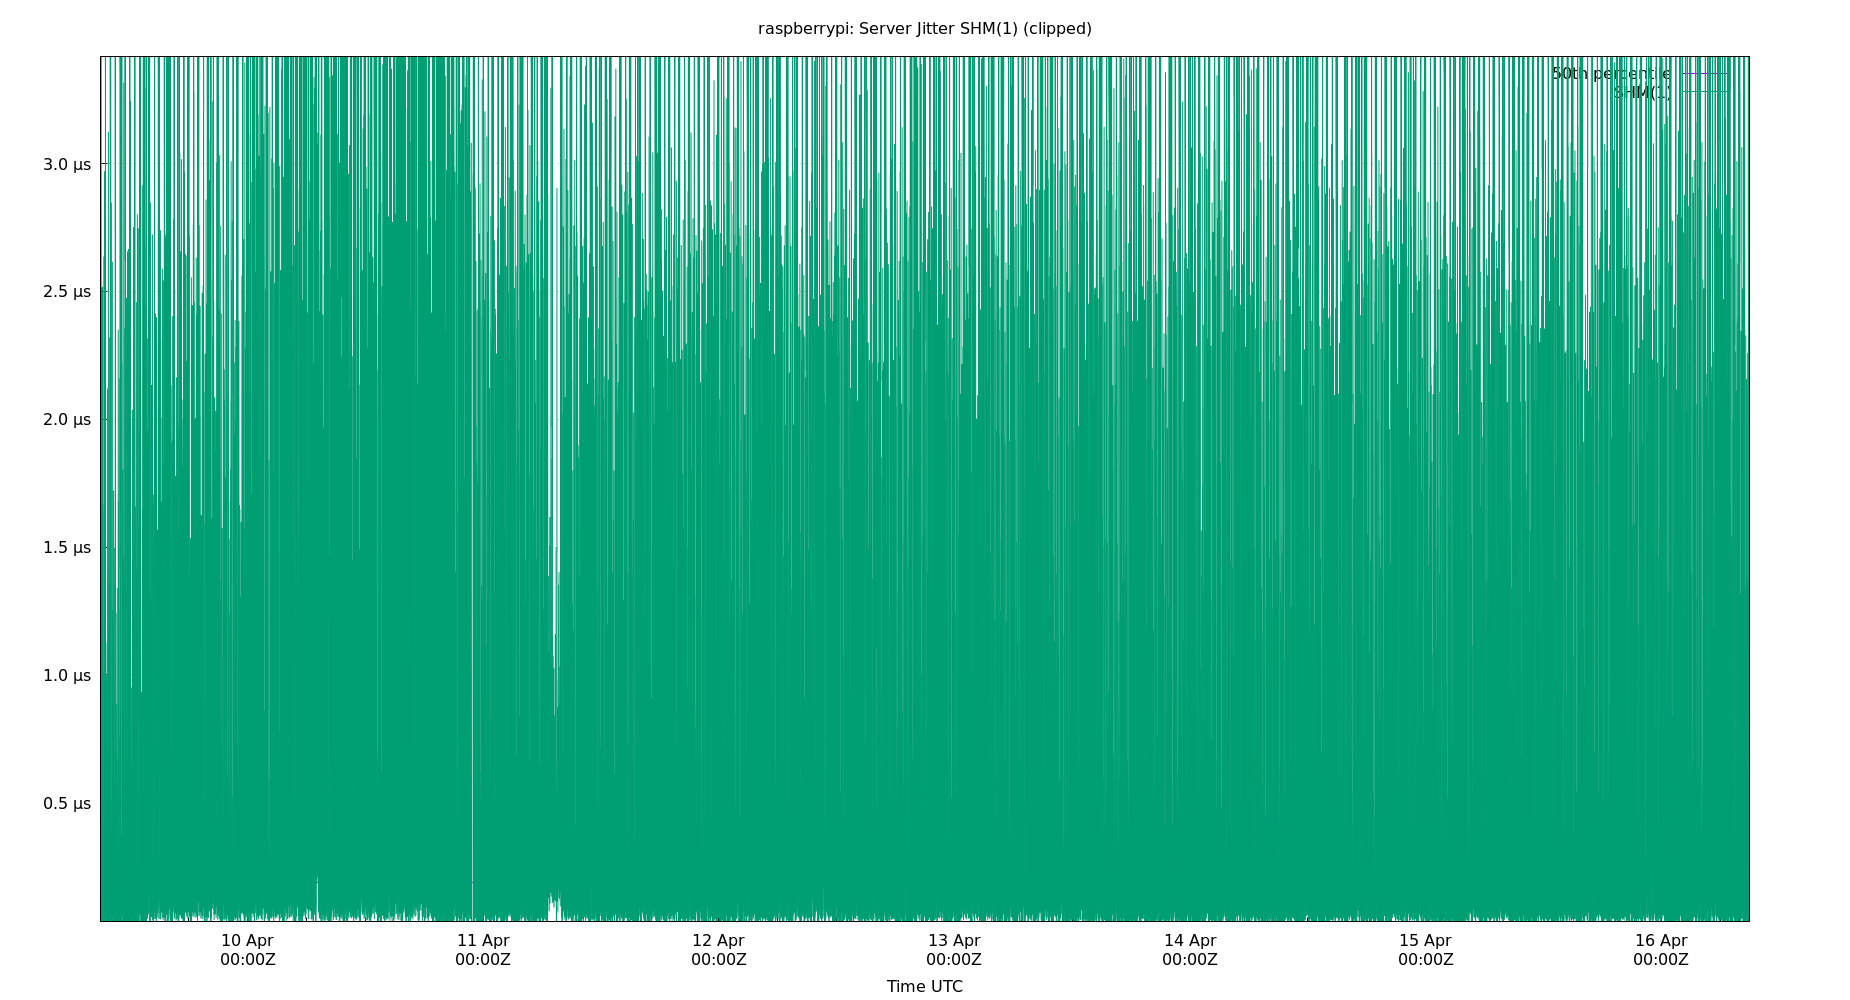 raspberrypi: Server Jitter SHM(1) (clipped)
50th percentile
SHM(1)
3.0 µs
2.5 µs
2.0 µs
1.5 µs
1.0 µs
0.5 µs
10 Apr 11 Apr 12 Apr 13 Apr 14 Apr 15 Apr 16 Apr
00:00Z 00:00Z 00:00Z 00:00Z 00:00Z 00:00Z 00:00Z
Time UTC